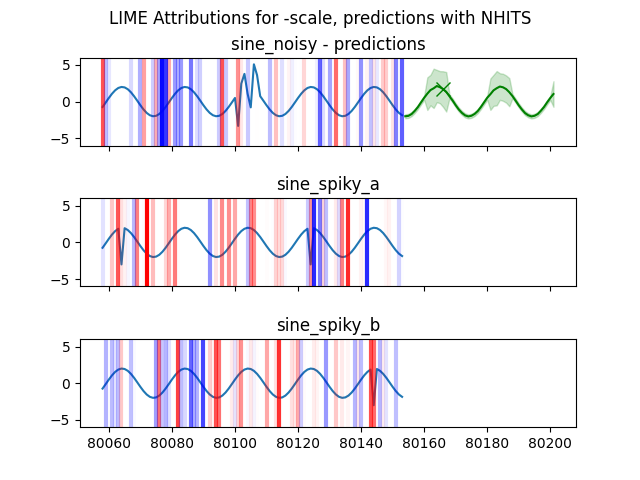 LIME Attributions for -scale, predictions with NHITS
sine_noisy - predictions
5
0
−5
sine_spiky_a
5
0
−5
sine_spiky_b
5
0
−5
80060 80080 80100 80120 80140 80160 80180 80200